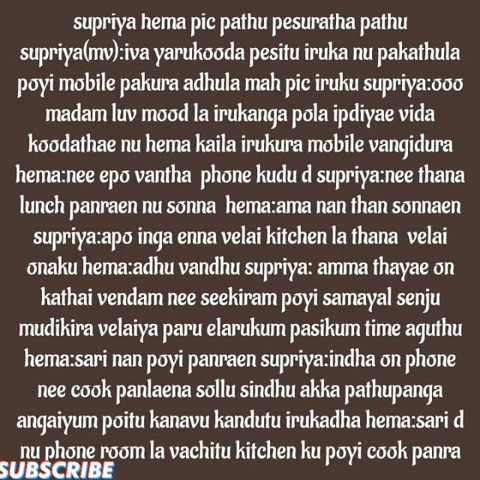 supriya hema pic pathu pesuratha pathu
supriya(mv):iva yarukooda pesitu iruka nu pakathula
poyi mobile pakura adhula mah pic iruku supriya:ooo
madam luv mood la irukanga pola ipdiyae vida
koodathae nu hema kaila irukura mobile vangidura
hema:nee epo vantha phone kudu d supriya:nee thana
lunch panraen nu sonna hema:ama nan than sonnaen
supriya:apo inga enna velai kitchen la thana velai
onaku hema:adhu vandhu supriya: amma thayae on
kathai vendam nee seekiram poyi samayal senju
mudikira velaiya paru elarukum pasikum time aguthu
hema:sari nan poyi panraen supriya:indha on phone
nee cook panlaena sollu sindhu akka pathupanga
angaiyum poitu kanavu kandutu irukadha hema:sari d
nu phone room la vachitu kitchen ku poyi cook panra
SUBSCRIBE